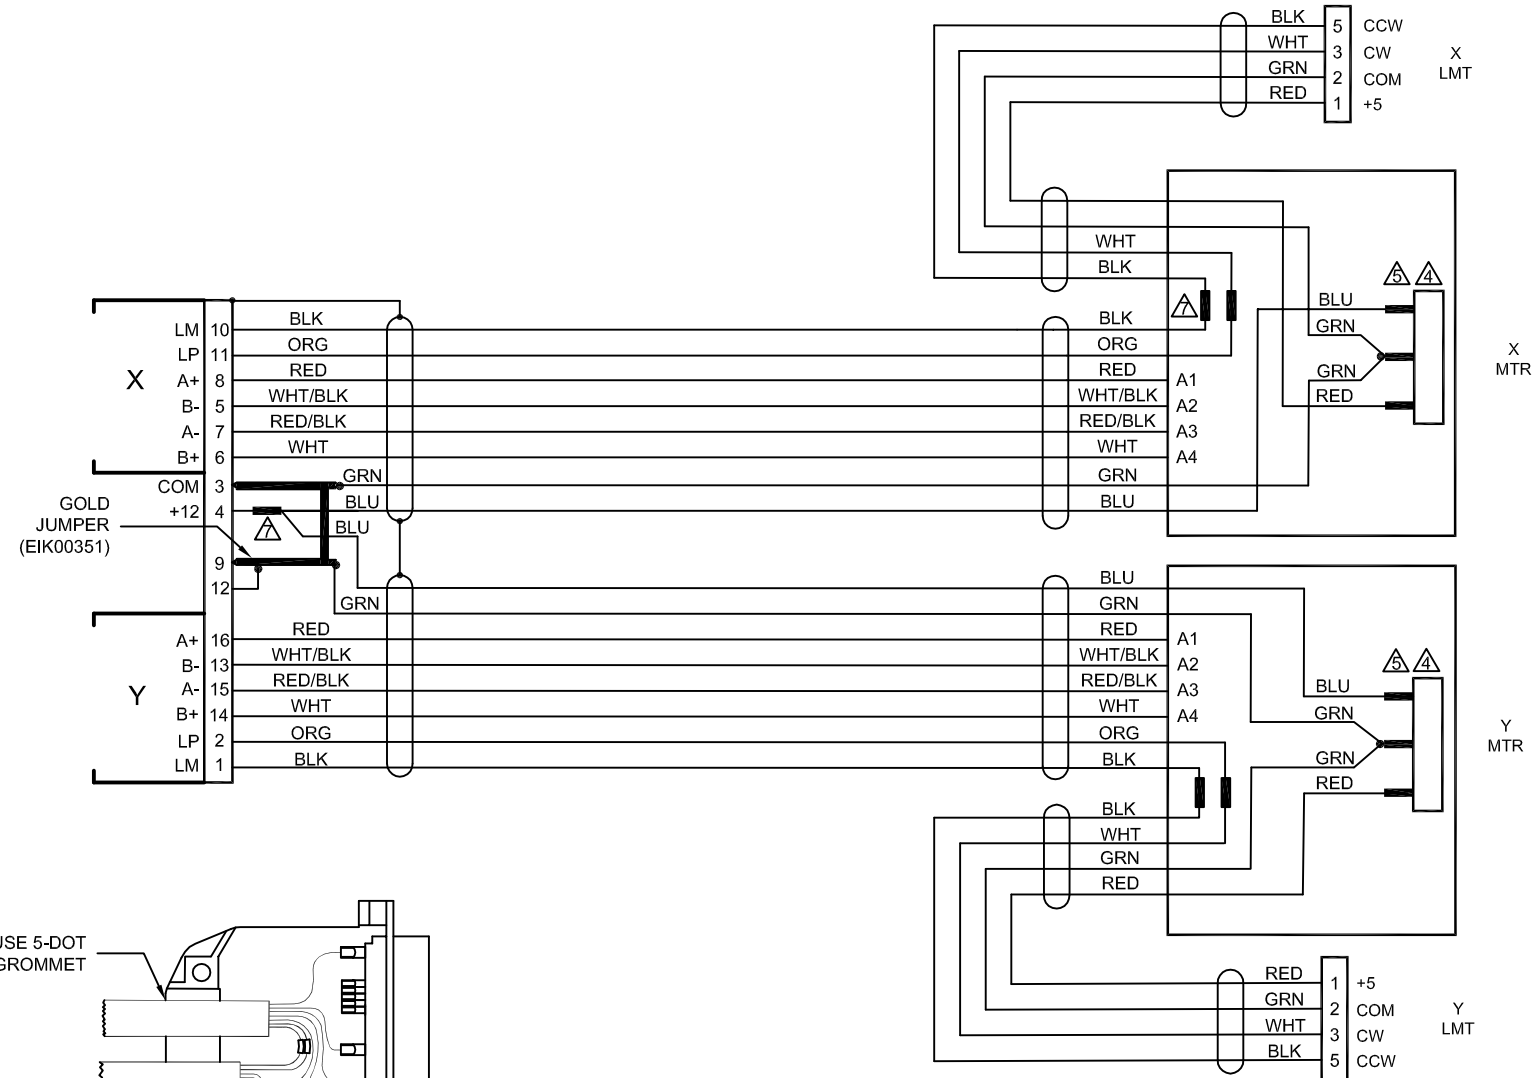 BLK 5 CCW
WHT 3 CW
GRN 2 COM
RED 1 +5
X
LMT
WHT
BLK
5 4
7
BLU
GRN
GRN
RED
X
MTR
X
LM 10 BLK BLK
LP 11 ORG ORG
A+ 8 RED RED A1
B- 5 WHT/BLK WHT/BLK A2
A- 7 RED/BLK RED/BLK A3
B+ 6 WHT WHT A4
COM 3 GRN GRN
+12 4 BLU BLU
7
BLU
GOLD
JUMPER
(EIK00351)
9
12
BLU
GRN GRN
Y
A+ 16 RED RED A1
B- 13 WHT/BLK WHT/BLK A2
A- 15 RED/BLK RED/BLK A3
B+ 14 WHT WHT A4
LP 2 ORG ORG
LM 1 BLK BLK
5 4
BLU
GRN
GRN
RED
Y
MTR
BLK
WHT
GRN
RED
USE 5-DOT
GROMMET
RED 1 +5
GRN 2 COM
WHT 3 CW
BLK 5 CCW
Y
LMT